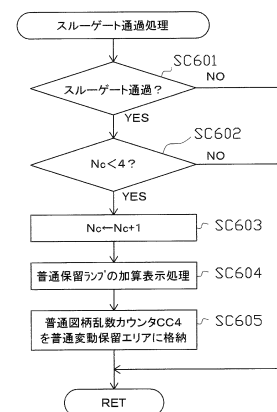 スルーゲート通過処理
SC601
スルーゲート通過？
NO
YES
SC602
Nc＜4？
NO
YES
Nc←Nc+1
SC603
普通保留ランプの加算表示処理
SC604
普通図柄乱数カウンタCC4
を普通変動保留エリアに格納
SC605
RET